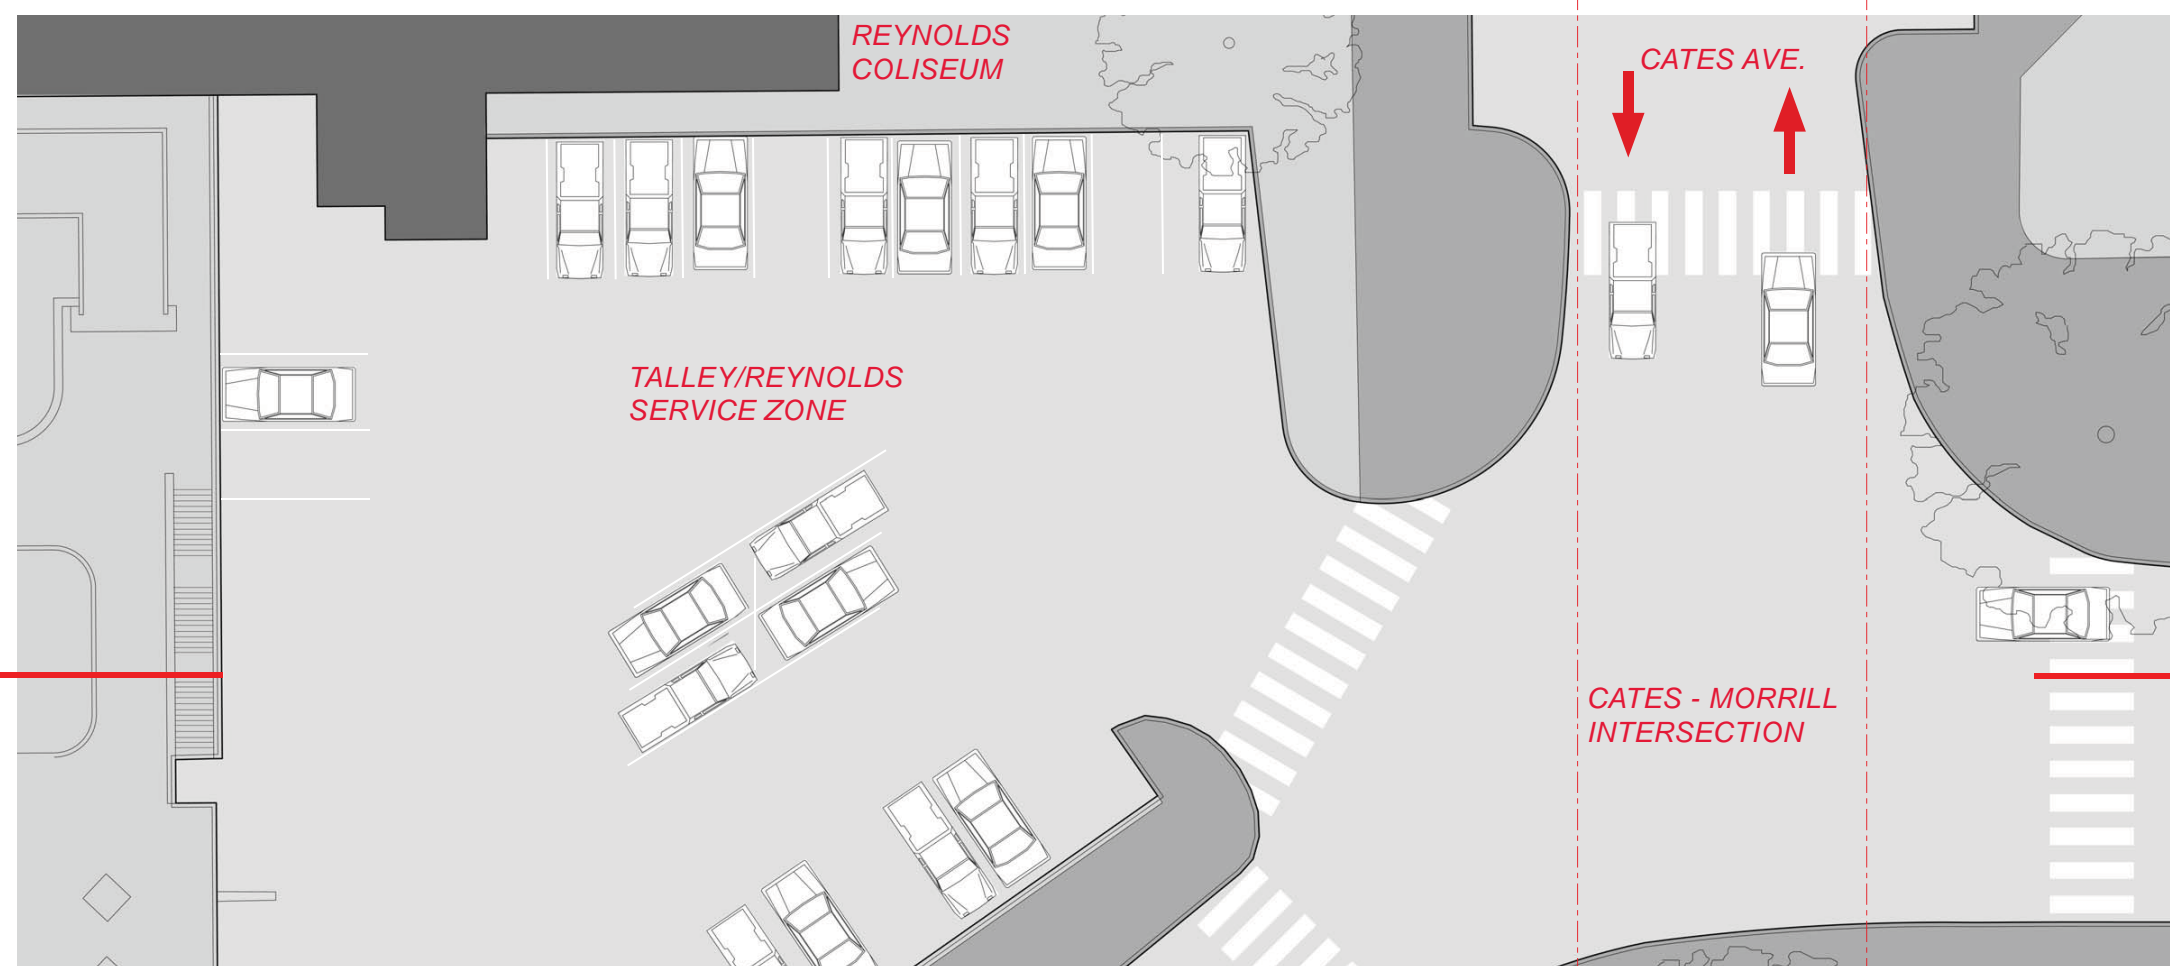 REYNOLDS
COLISEUM
CATES AVE.
TALLEY/REYNOLDS
SERVICE ZONE
CATES - MORRILL
INTERSECTION